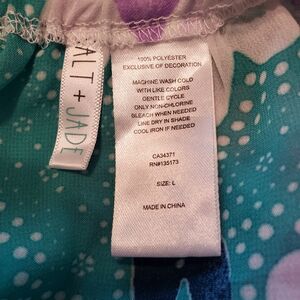 ALT + JADE
100% POLYESTER
EXCLUSIVE OF DECORATION
MACHINE WASH COLD
WITH LIKE COLORS
GENTLE CYCLE
ONLY NON-CHLORINE
BLEACH WHEN NEEDED
LINE DRY IN SHADE
COOL IRON IF NEEDED
CA34371
RN#135173
SIZE: L
MADE IN CHINA